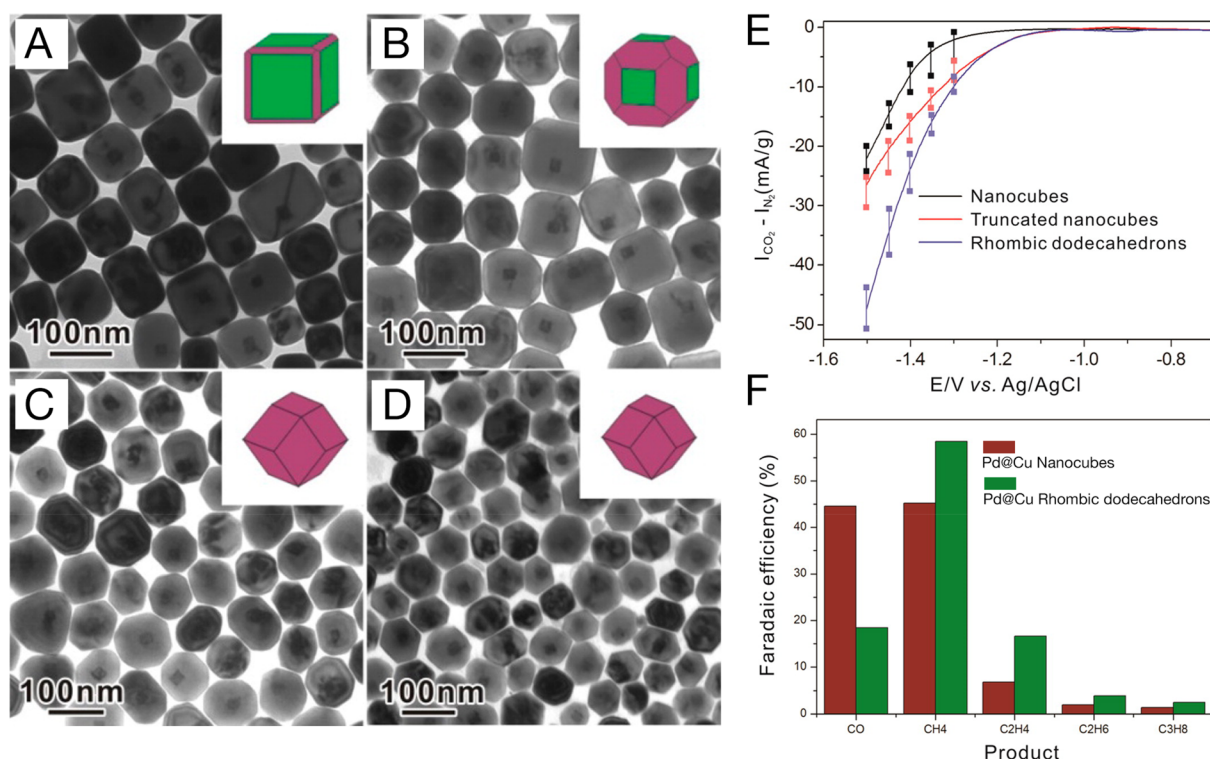 A
100nm
B
100nm
C
100nm
D
100nm
E
0
-10
-20
-30
-40
-50
I_CO₂ - I_N₂(mA/g)
Nanocubes
Truncated nanocubes
Rhombic dodecahedrons
-1.6 -1.4 -1.2 -1.0 -0.8
E/V vs. Ag/AgCl
F
60
50
40
30
20
10
0
Faradaic efficiency (%)
Pd@Cu Nanocubes
Pd@Cu Rhombic dodecahedrons
CO CH4 C2H4 C2H6 C3H8
Product